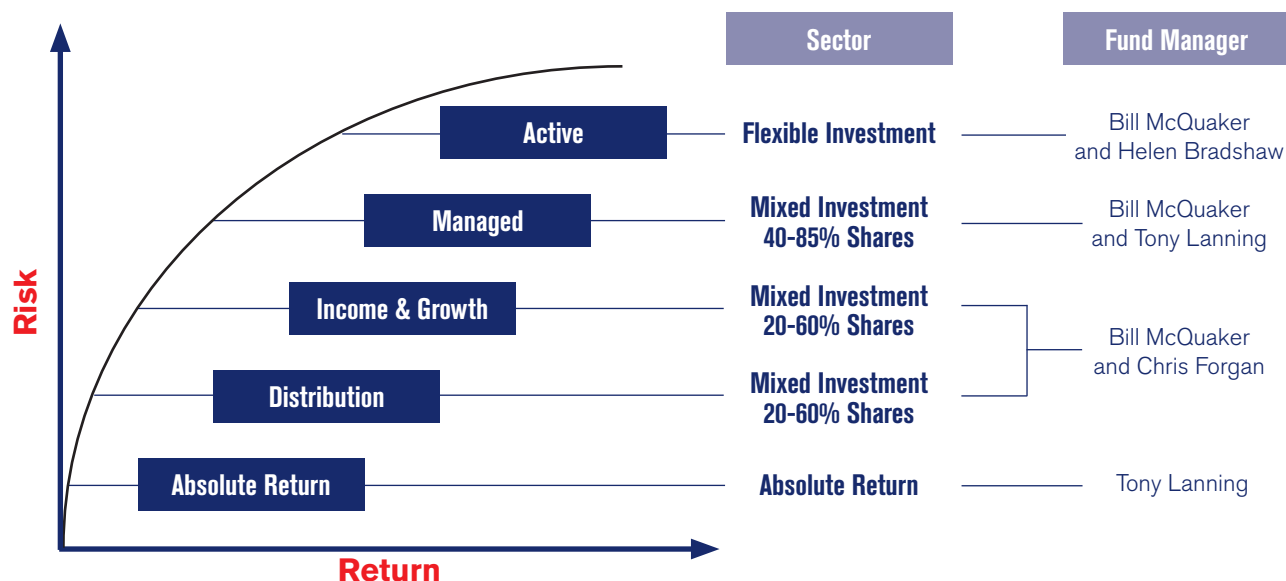 Sector
Fund Manager
Active
Flexible Investment
Bill McQuaker
and Helen Bradshaw
Managed
Mixed Investment
40-85% Shares
Bill McQuaker
and Tony Lanning
Income & Growth
Mixed Investment
20-60% Shares
Distribution
Mixed Investment
20-60% Shares
Bill McQuaker
and Chris Forgan
Absolute Return
Absolute Return
Tony Lanning
Risk
Return